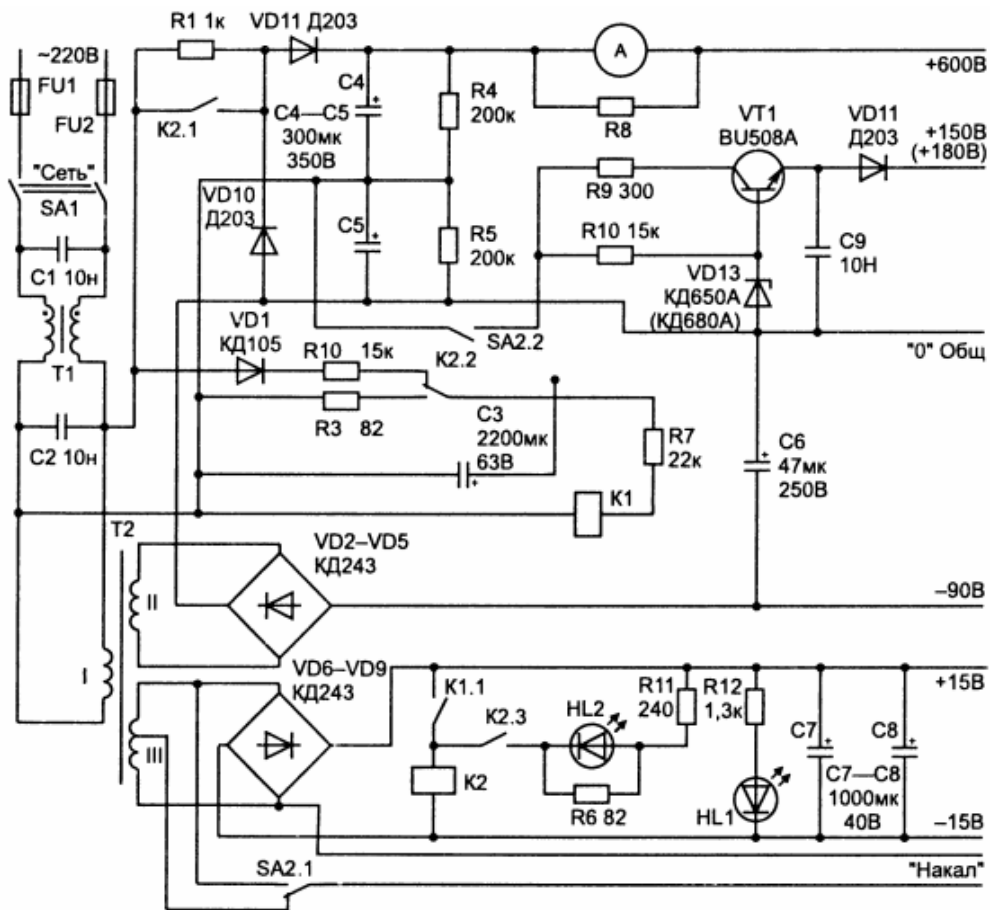 R1 1к
VD11 Д203
~220В
FU1
FU2
A
+600В
C4
C4—C5
300мк
350В
R4
200к
R8
K2.1
VT1
BU508A
VD11
Д203
+150В
(+180В)
"Сеть"
SA1
VD10
Д203
R9 300
C5
R5
200к
R10 15к
C9
10Н
C1 10н
VD13
КД650А
(КД680А)
VD1
КД105
SA2.2
"0" Общ
T1
R10 15к
K2.2
R3 82
C3
2200мк
63В
R7
22к
C6
47мк
250В
C2 10н
K1
T2
VD2–VD5
КД243
II
–90В
I
VD6–VD9
КД243
+15В
K1.1
R11
240
R12
1,3к
HL2
K2.3
C7
C8
III
K2
C7—C8
1000мк
40В
R6 82
HL1
–15В
SA2.1
"Накал"